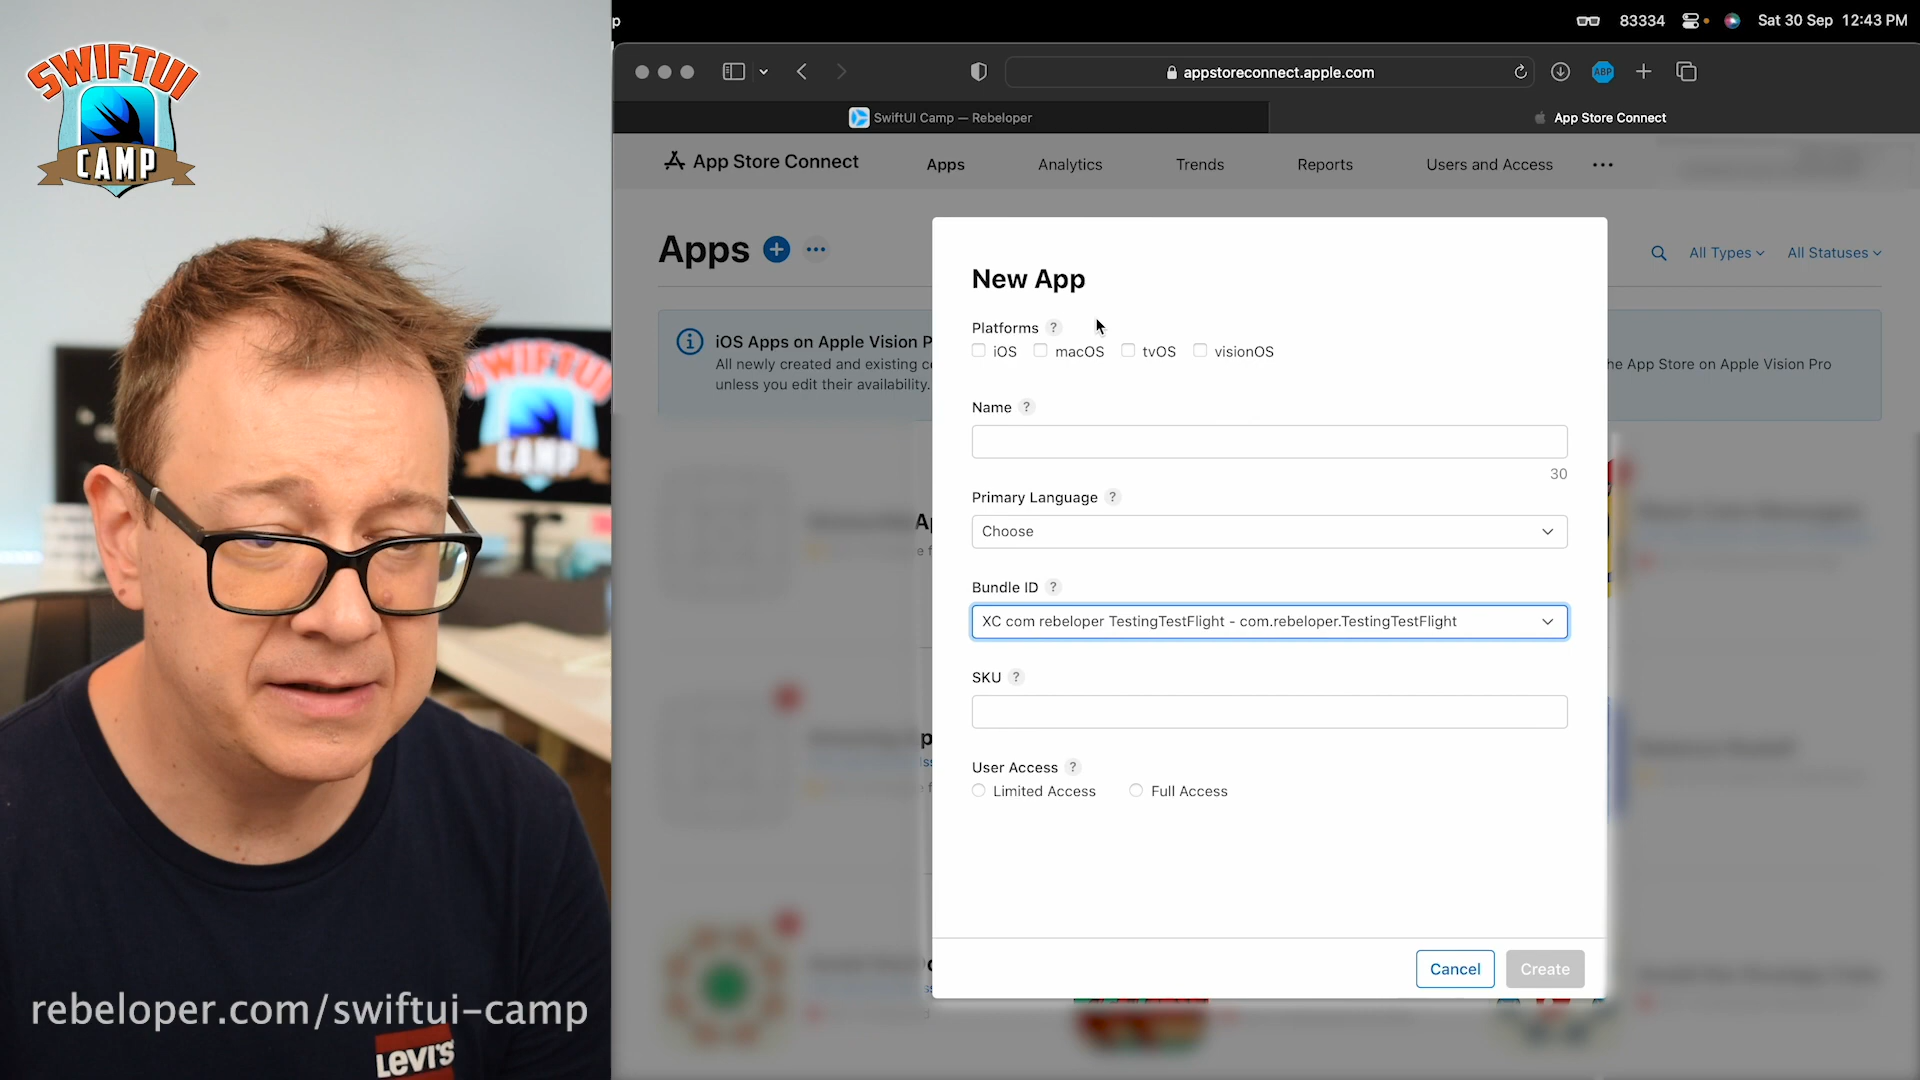 p
83334
Sat 30 Sep 12:43 PM
SWIFTUI
CAMP
appstoreconnect.apple.com
ABP
SwiftUI Camp — Rebeloper
App Store Connect
App Store Connect
Apps
Analytics
Trends
Reports
Users and Access
Apps
All Types
All Statuses
iOS Apps on Apple Vision P
All newly created and existing c
he App Store on Apple Vision Pro
unless you edit their availability.
New App
Platforms ?
iOS
macOS
tvOS
visionOS
Name ?
30
Primary Language ?
Choose
Bundle ID ?
XC com rebeloper TestingTestFlight - com.rebeloper.TestingTestFlight
SKU ?
User Access ?
Limited Access
Full Access
Cancel
Create
SWIFTUI
CAMP
rebeloper.com/swiftui-camp
LEVI'S